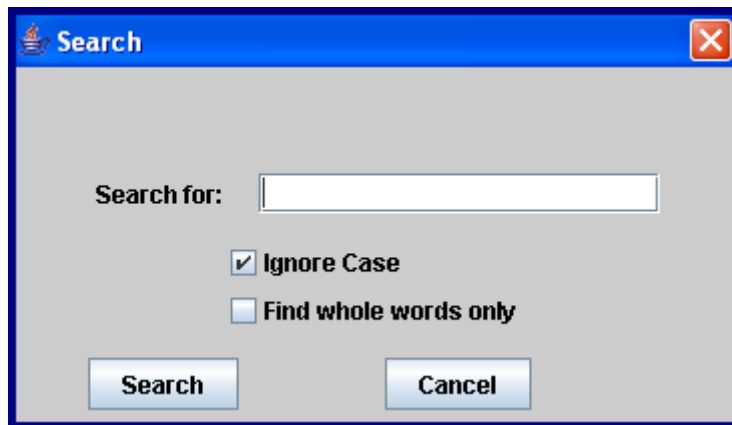 Search
Search for:
Ignore Case
Find whole words only
Search Cancel